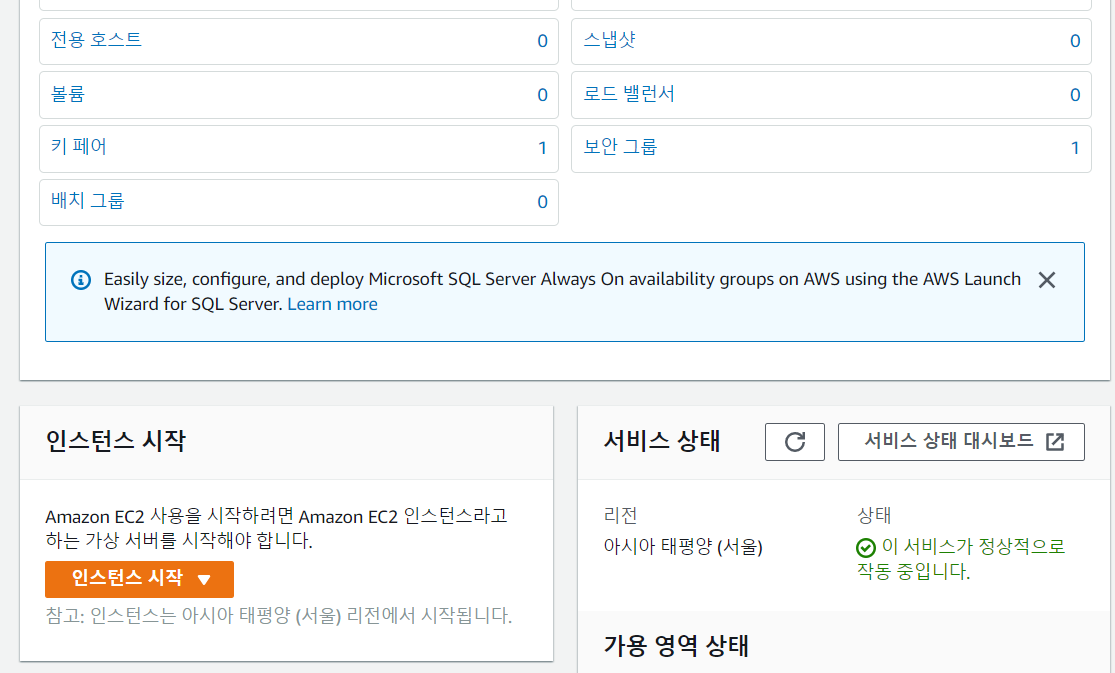 전용 호스트 0
스냅샷 0
볼륨 0
로드 밸런서 0
키 페어 1
보안 그룹 1
배치 그룹 0
Easily size, configure, and deploy Microsoft SQL Server Always On availability groups on AWS using the AWS Launch
Wizard for SQL Server. Learn more
인스턴스 시작
Amazon EC2 사용을 시작하려면 Amazon EC2 인스턴스라고
하는 가상 서버를 시작해야 합니다.
인스턴스 시작
참고: 인스턴스는 아시아 태평양 (서울) 리전에서 시작됩니다.
서비스 상태
서비스 상태 대시보드
리전
아시아 태평양 (서울)
상태
이 서비스가 정상적으로
작동 중입니다.
가용 영역 상태